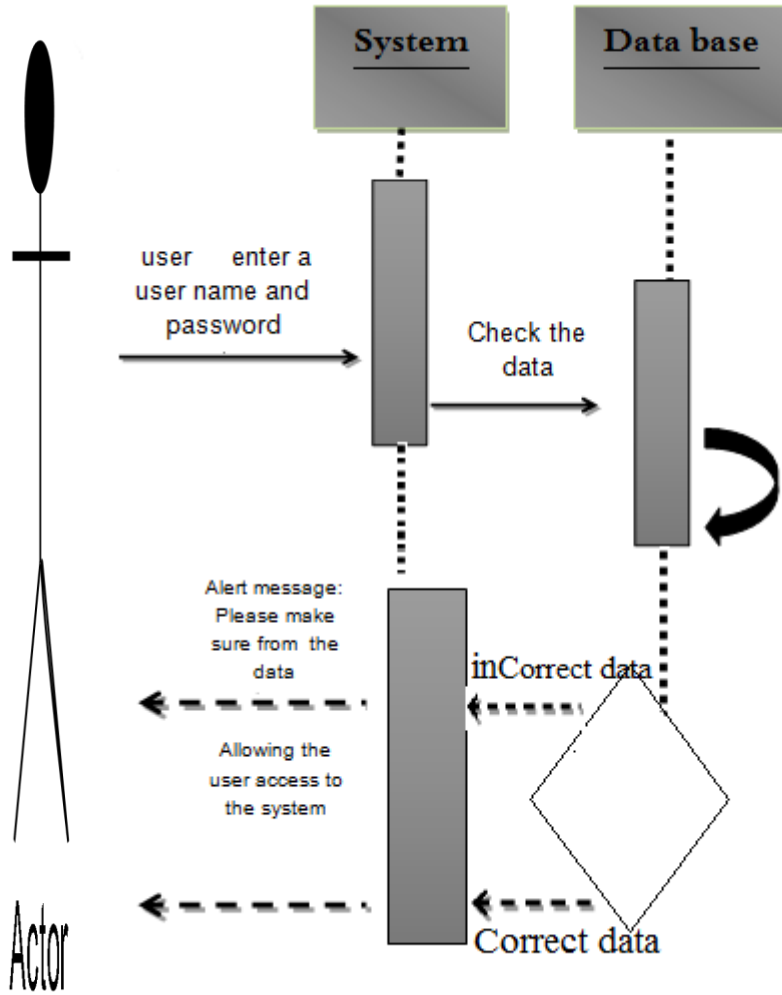 System
Data base
user enter a
user name and
password
Check the
data
Alert message:
Please make
sure from the
data
inCorrect data
Allowing the
user access to
the system
Correct data
Actor